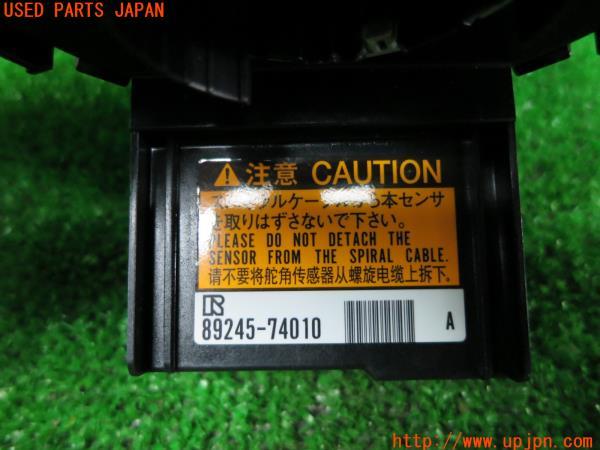 USED PARTS JAPAN
⚠注意 CAUTION
本センサ
を取りはずさないで下さい。
PLEASE DO NOT DETACH THE
SENSOR FROM THE SPIRAL CABLE.
请不要将舵角传感器从螺旋电缆上拆下。
R
89245-74010
A
http://www.upjpn.com